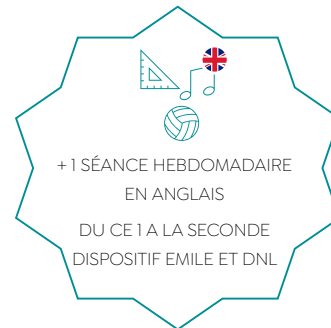 + 1 SÉANCE HEBDOMADAIRE
EN ANGLAIS
DU CE 1 A LA SECONDE
DISPOSITIF EMILE ET DNL